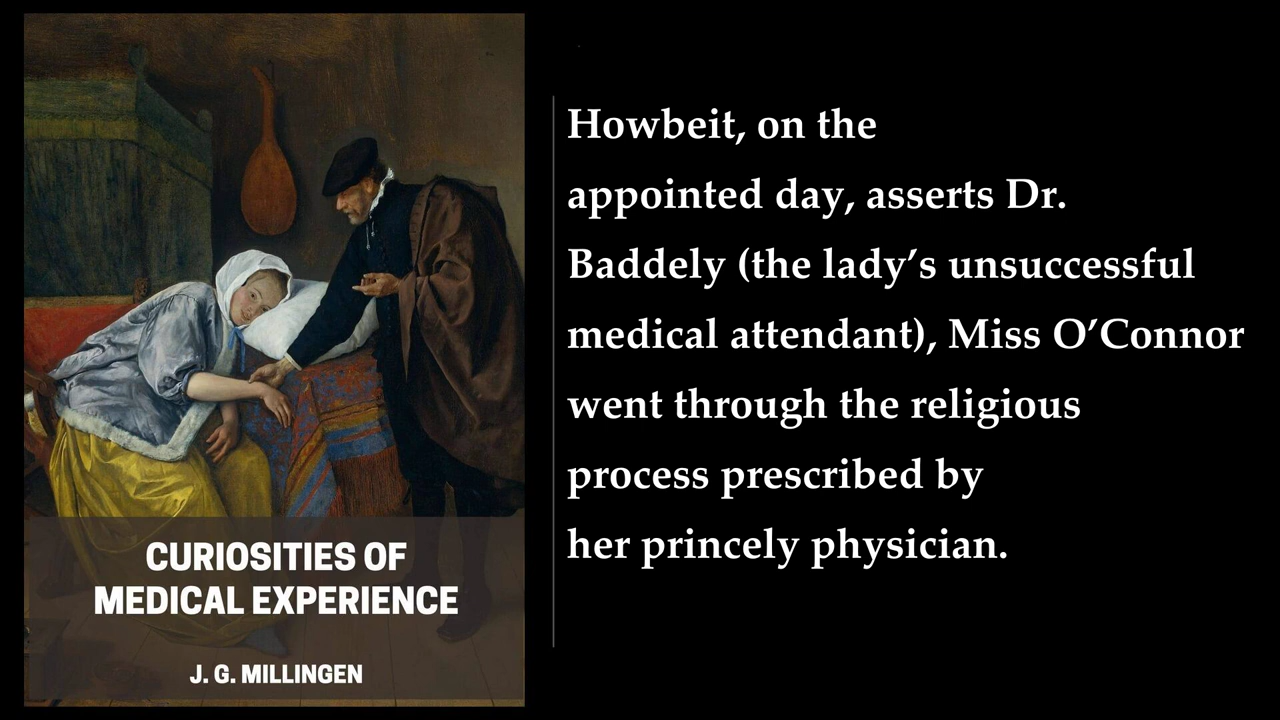 CURIOSITIES OF
MEDICAL EXPERIENCE
J. G. MILLINGEN
Howbeit, on the
appointed day, asserts Dr.
Baddely (the lady’s unsuccessful
medical attendant), Miss O’Connor
went through the religious
process prescribed by
her princely physician.